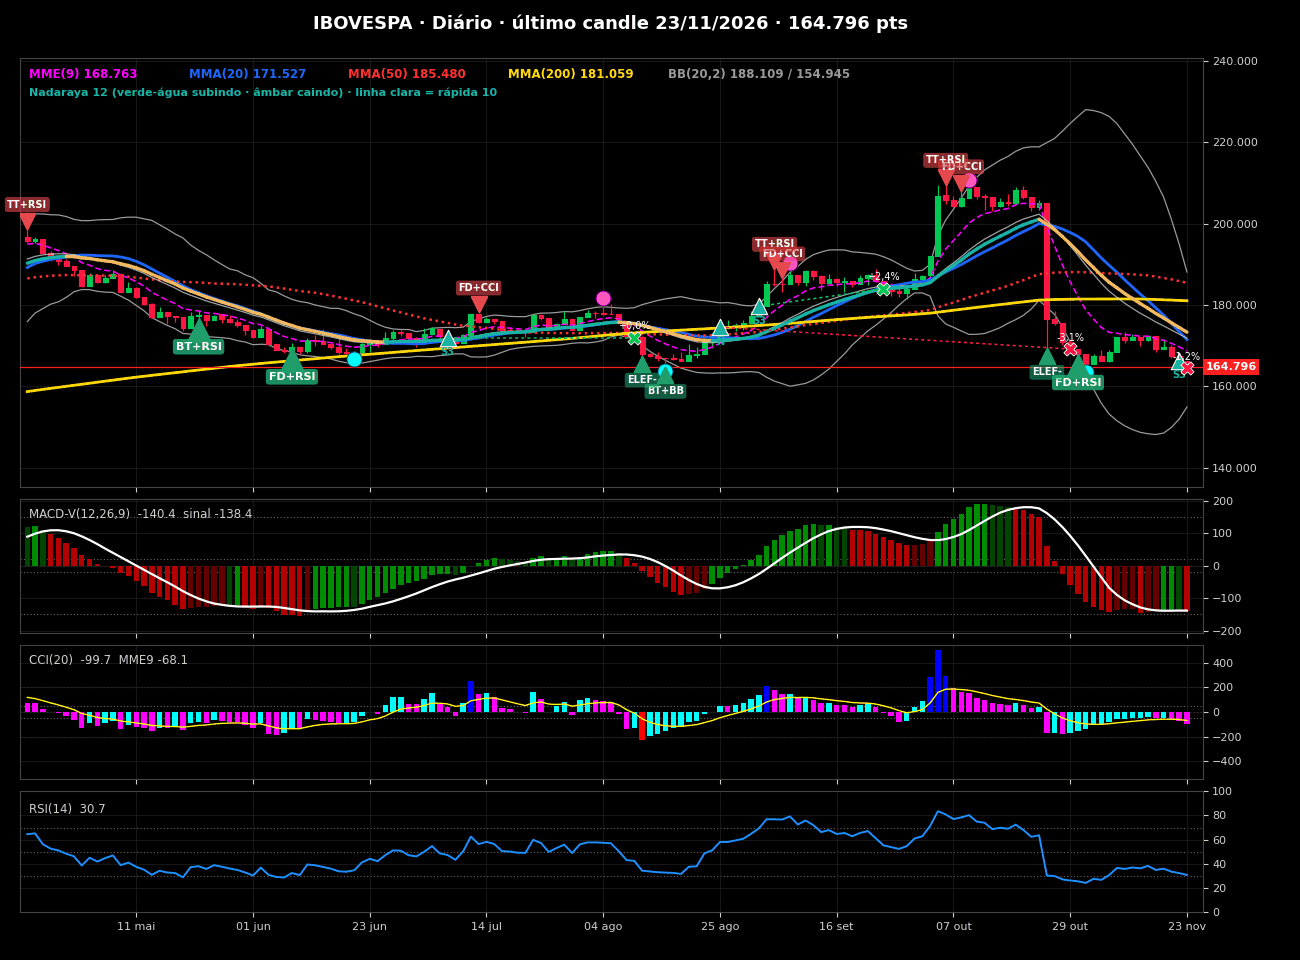 IBOVESPA · Diário · último candle 23/11/2026 · 164.796 pts
MME(9) 168.763 MMA(20) 171.527 MMA(50) 185.480 MMA(200) 181.059 BB(20,2) 188.109 / 154.945
Nadaraya 12 (verde-água subindo · âmbar caindo) · linha clara = rápida 10
240.000
220.000
200.000
180.000
164.796
160.000
140.000
TT+RSI
BT+RSI
FD+RSI
FD+CCI
S3
+0,0%
ELEF-
BT+BB
S3
TT+RSI
FD+CCI
-2,4%
TT+RSI
FD+CCI
ELEF-
-3,1%
FD+RSI
-1,2%
S3
MACD-V(12,26,9) -140.4 sinal -138.4
200
100
0
−100
−200
CCI(20) -99.7 MME9 -68.1
400
200
0
−200
−400
RSI(14) 30.7
100
80
60
40
20
0
11 mai 01 jun 23 jun 14 jul 04 ago 25 ago 16 set 07 out 29 out 23 nov